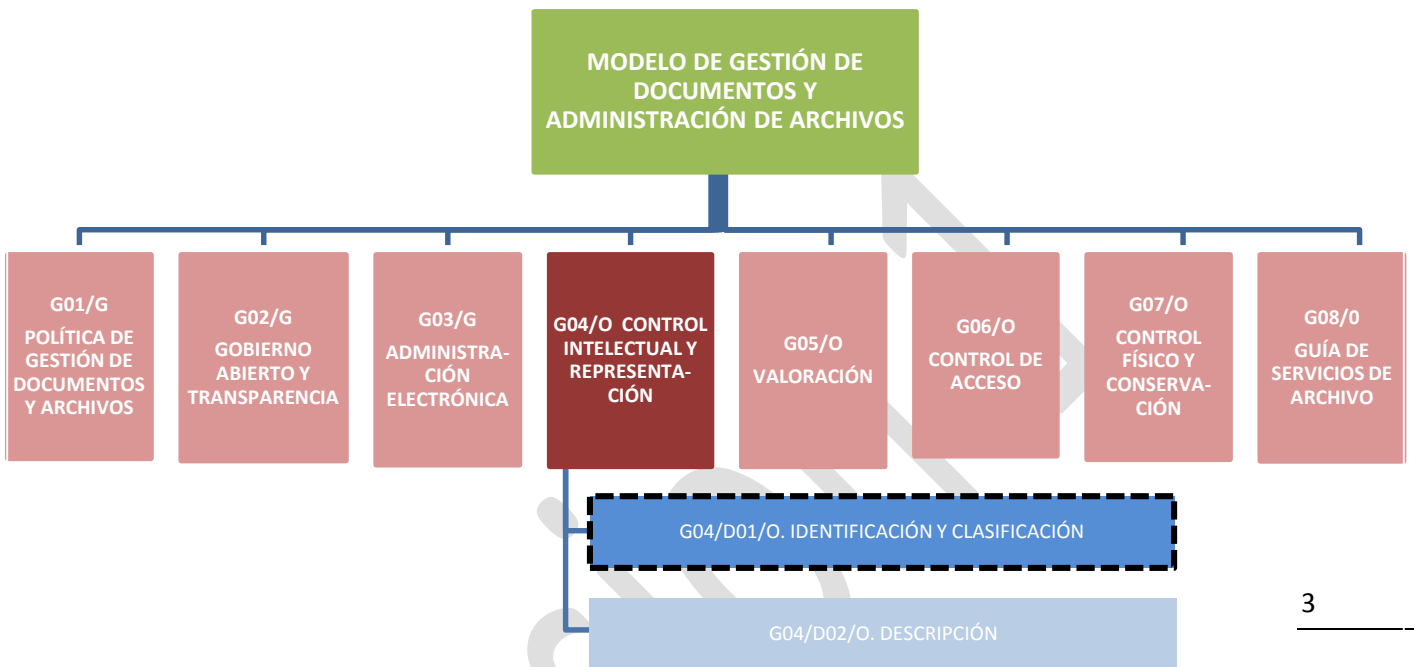 MODELO DE GESTIÓN DE
DOCUMENTOS Y
ADMINISTRACIÓN DE ARCHIVOS
G01/G
POLÍTICA DE
GESTIÓN DE
DOCUMENTOS
Y ARCHIVOS
G02/G
GOBIERNO
ABIERTO Y
TRANSPARENCIA
G03/G
ADMINISTRA-
CIÓN
ELECTRÓNICA
G04/O CONTROL
INTELECTUAL Y
REPRESENTA-
CIÓN
G05/O
VALORACIÓN
G06/O
CONTROL DE
ACCESO
G07/O
CONTROL
FÍSICO Y
CONSERVA-
CIÓN
G08/0
GUÍA DE
SERVICIOS DE
ARCHIVO
G04/D01/O. IDENTIFICACIÓN Y CLASIFICACIÓN
G04/D02/O. DESCRIPCIÓN
3